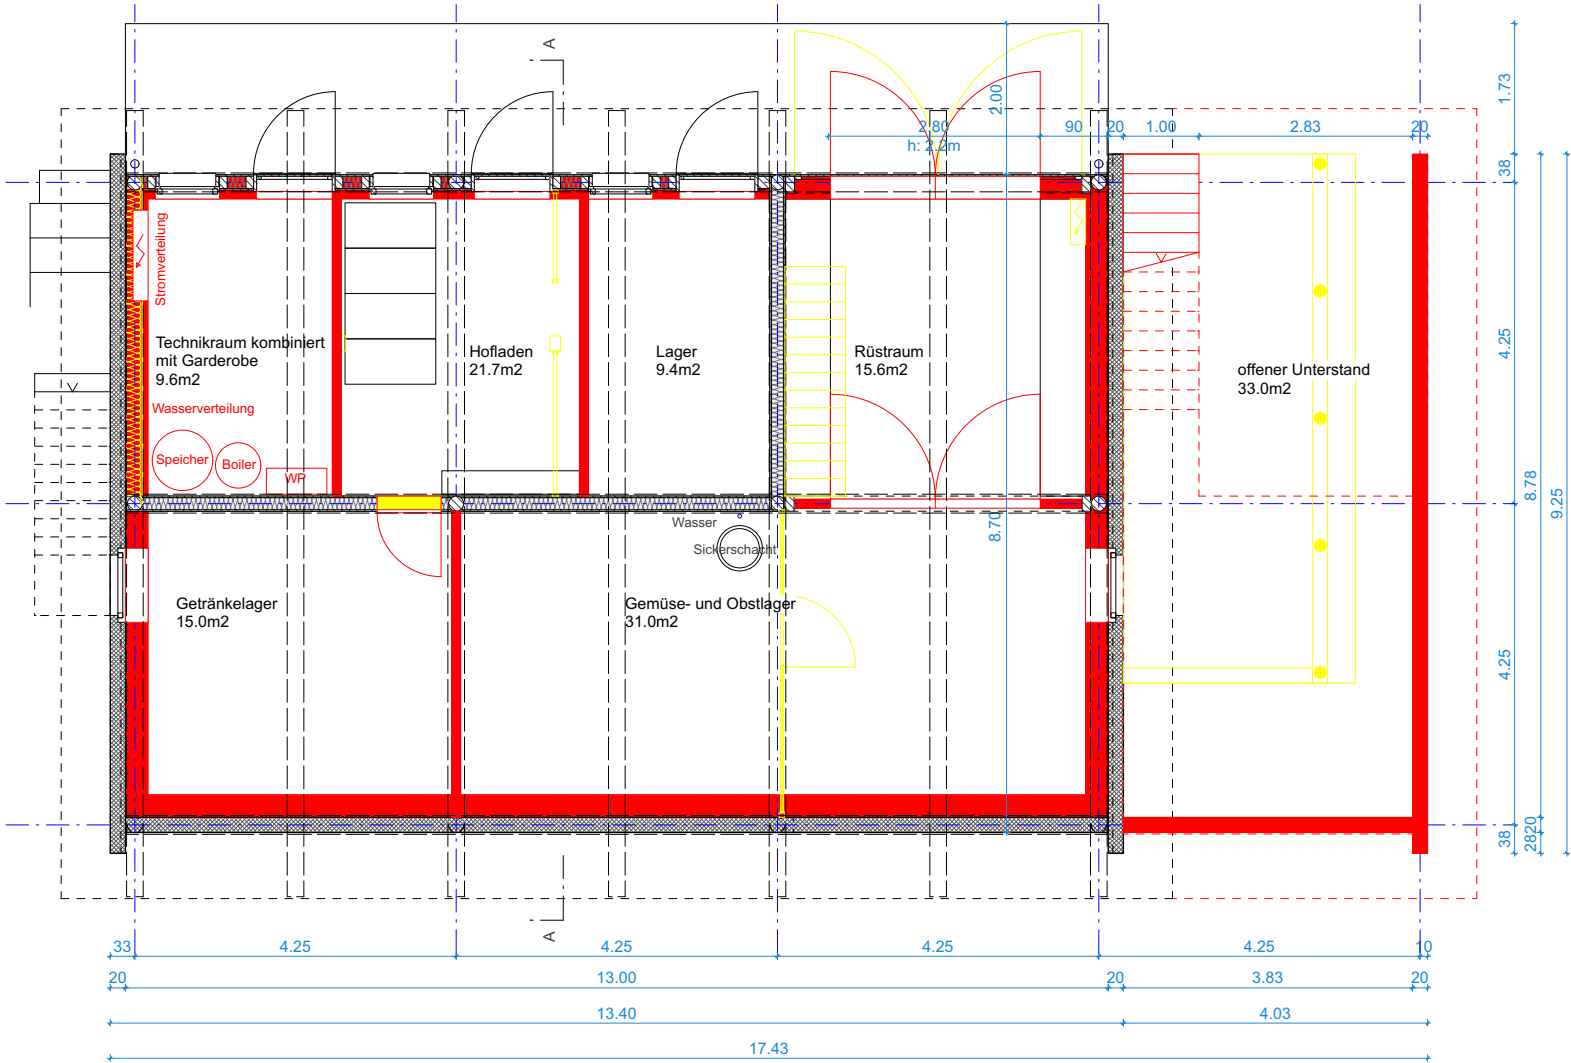 A
2.00
1.73
2.80
90
20
1.00
2.83
20
h: 2.2m
38
Stromverteilung
Technikraum kombiniert
mit Garderobe
9.6m2
Hofladen
21.7m2
Lager
9.4m2
Rüstraum
15.6m2
offener Unterstand
33.0m2
4.25
Wasserverteilung
Speicher
Boiler
WP
8.78
9.25
Wasser
Sickerschacht
8.70
Getränkelager
15.0m2
Gemüse- und Obstlager
31.0m2
4.25
38
2820
A
33
4.25
4.25
4.25
4.25
10
20
13.00
20
3.83
20
13.40
4.03
17.43